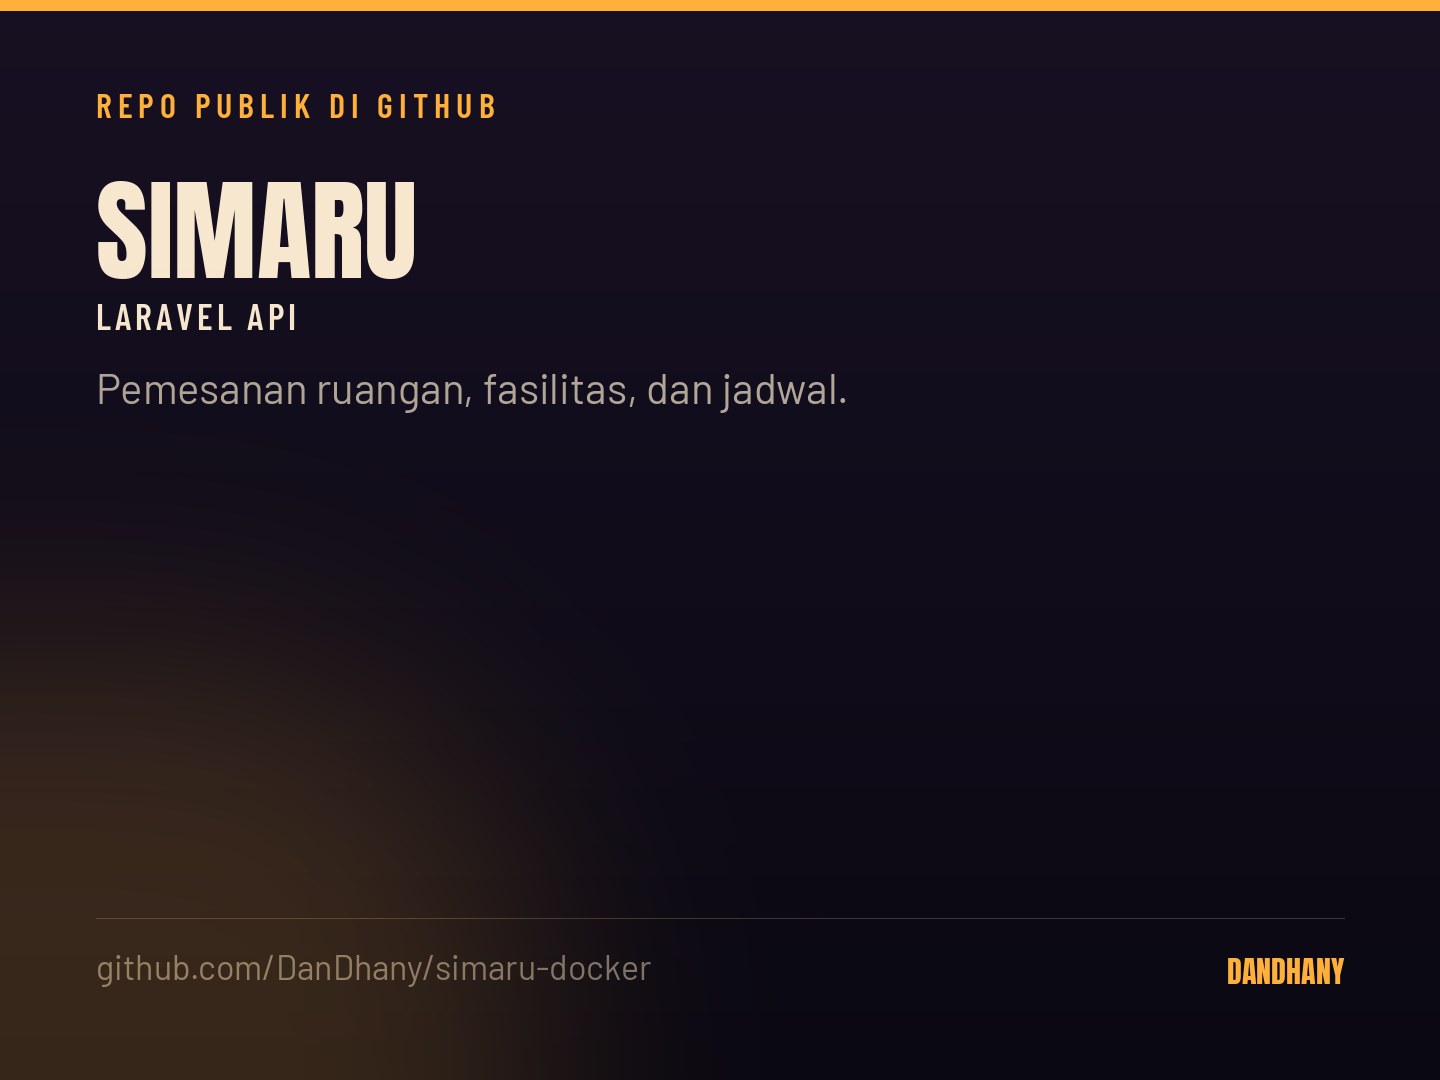 REPO PUBLIK DI GITHUB
SIMARU
LARAVEL API
Pemesanan ruangan, fasilitas, dan jadwal.
github.com/DanDhany/simaru-docker
DANDHANY